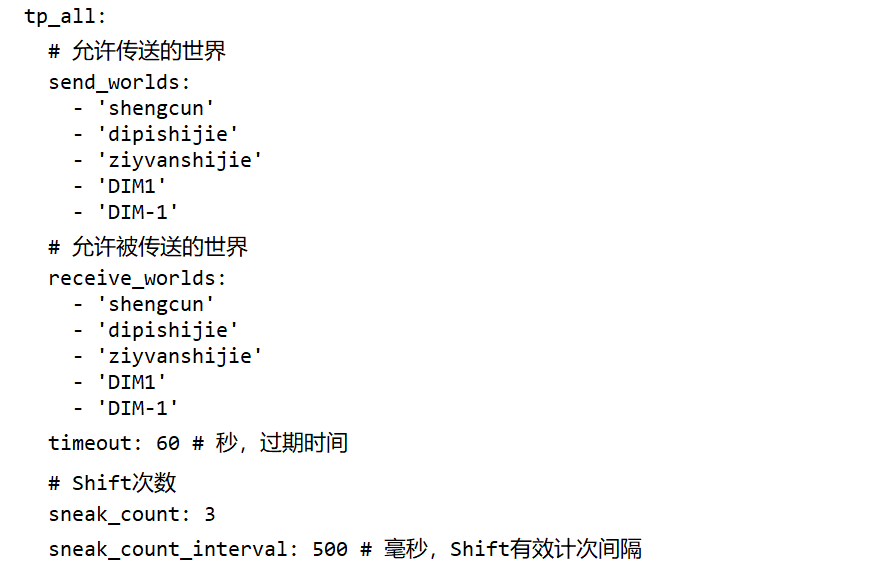 tp_all:
  # 允许传送的世界
  send_worlds:
    - 'shengcun'
    - 'dipishijie'
    - 'ziyvanshijie'
    - 'DIM1'
    - 'DIM-1'
  # 允许被传送的世界
  receive_worlds:
    - 'shengcun'
    - 'dipishijie'
    - 'ziyvanshijie'
    - 'DIM1'
    - 'DIM-1'
  timeout: 60 # 秒，过期时间
  # Shift次数
  sneak_count: 3
  sneak_count_interval: 500 # 毫秒，Shift有效计次间隔